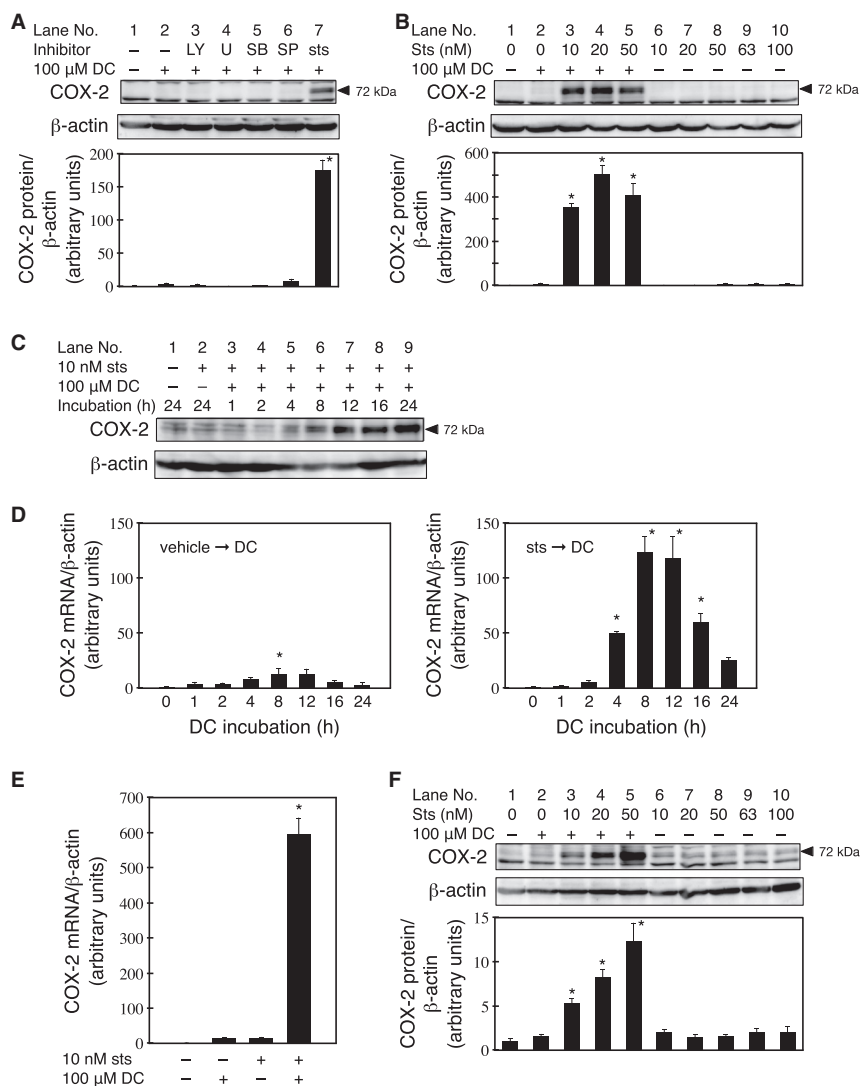 A
Lane No. 1 2 3 4 5 6 7
Inhibitor – – LY U SB SP sts
100 μM DC – + + + + + +
COX-2
72 kDa
β-actin
COX-2 protein/
β-actin
(arbitrary units)
200
150
100
50
0
*
B
Lane No. 1 2 3 4 5 6 7 8 9 10
Sts (nM) 0 0 10 20 50 10 20 50 63 100
100 μM DC – + + + + – – – – –
COX-2
72 kDa
β-actin
COX-2 protein/
β-actin
(arbitrary units)
600
400
200
0
* * *
C
Lane No. 1 2 3 4 5 6 7 8 9
10 nM sts – + + + + + + + +
100 μM DC – – + + + + + + +
Incubation (h) 24 24 1 2 4 8 12 16 24
COX-2
72 kDa
β-actin
D
COX-2 mRNA/β-actin
(arbitrary units)
150
100
50
0
vehicle → DC
*
0 1 2 4 8 12 16 24
DC incubation (h)
COX-2 mRNA/β-actin
(arbitrary units)
150
100
50
0
sts → DC
* * * *
0 1 2 4 8 12 16 24
DC incubation (h)
E
COX-2 mRNA/β-actin
(arbitrary units)
700
600
500
400
300
200
100
0
*
10 nM sts – – + +
100 μM DC – + – +
F
Lane No. 1 2 3 4 5 6 7 8 9 10
Sts (nM) 0 0 10 20 50 10 20 50 63 100
100 μM DC – + + + + – – – – –
COX-2
72 kDa
β-actin
COX-2 protein/
β-actin
(arbitrary units)
15
10
5
0
* * *